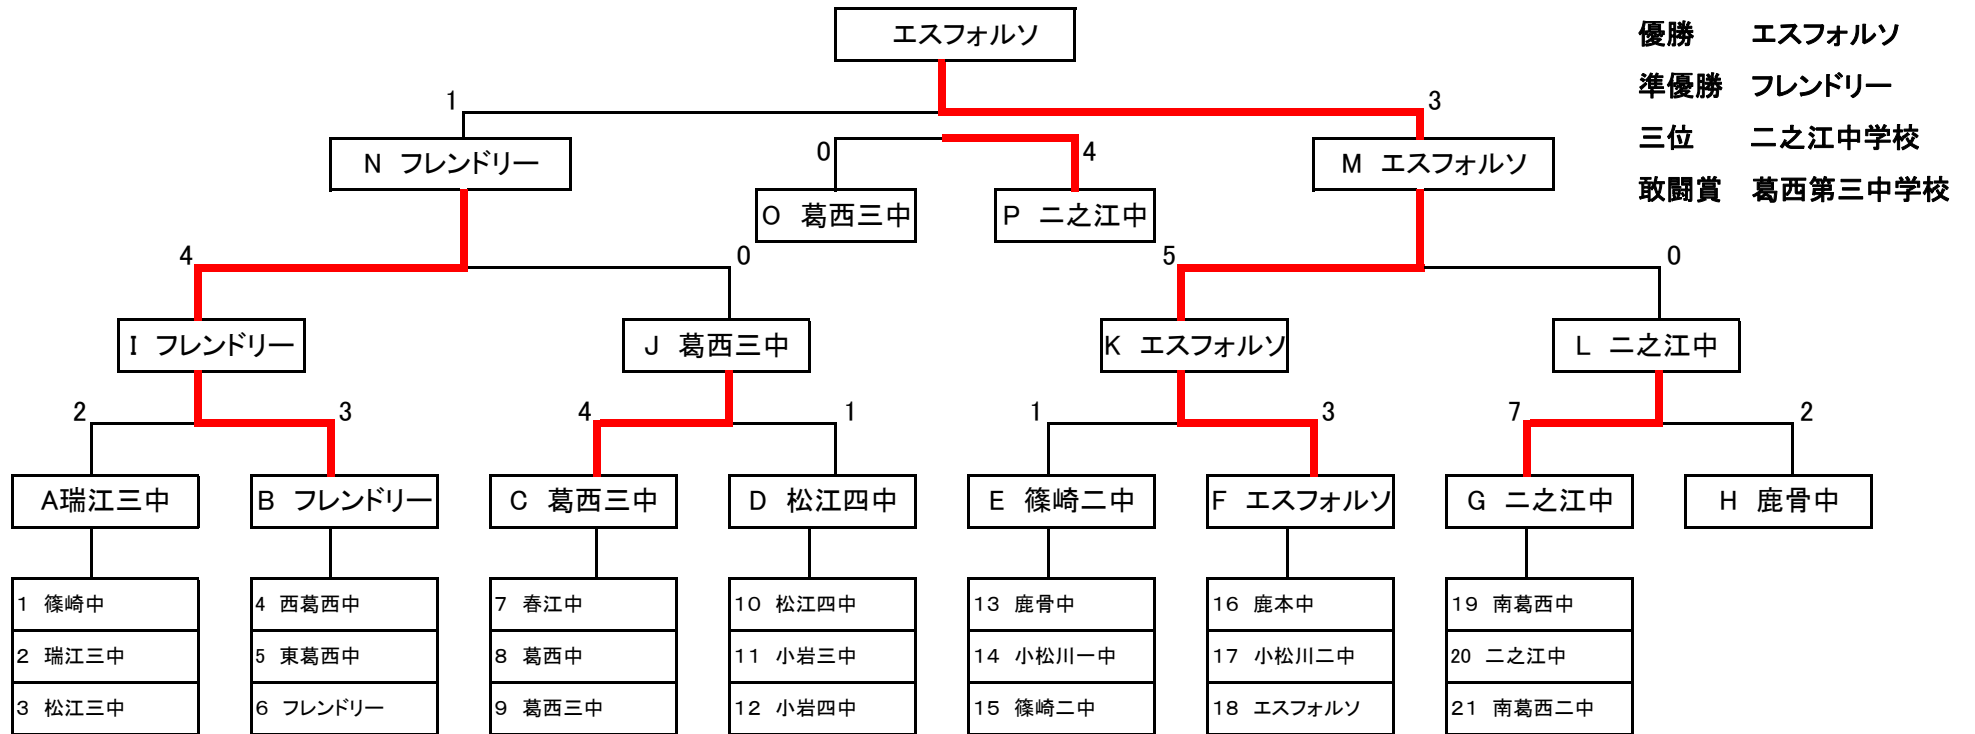 エスフォルソ
優勝 エスフォルソ
準優勝 フレンドリー
三位 二之江中学校
敢闘賞 葛西第三中学校
1 3
N フレンドリー
0 4
M エスフォルソ
O 葛西三中
P 二之江中
4 0 5 0
I フレンドリー
J 葛西三中
K エスフォルソ
L 二之江中
2 3 4 1 1 3 7 2
A瑞江三中
B フレンドリー
C 葛西三中
D 松江四中
E 篠崎二中
F エスフォルソ
G 二之江中
H 鹿骨中
1 篠崎中
2 瑞江三中
3 松江三中
4 西葛西中
5 東葛西中
6 フレンドリー
7 春江中
8 葛西中
9 葛西三中
10 松江四中
11 小岩三中
12 小岩四中
13 鹿骨中
14 小松川一中
15 篠崎二中
16 鹿本中
17 小松川二中
18 エスフォルソ
19 南葛西中
20 二之江中
21 南葛西二中